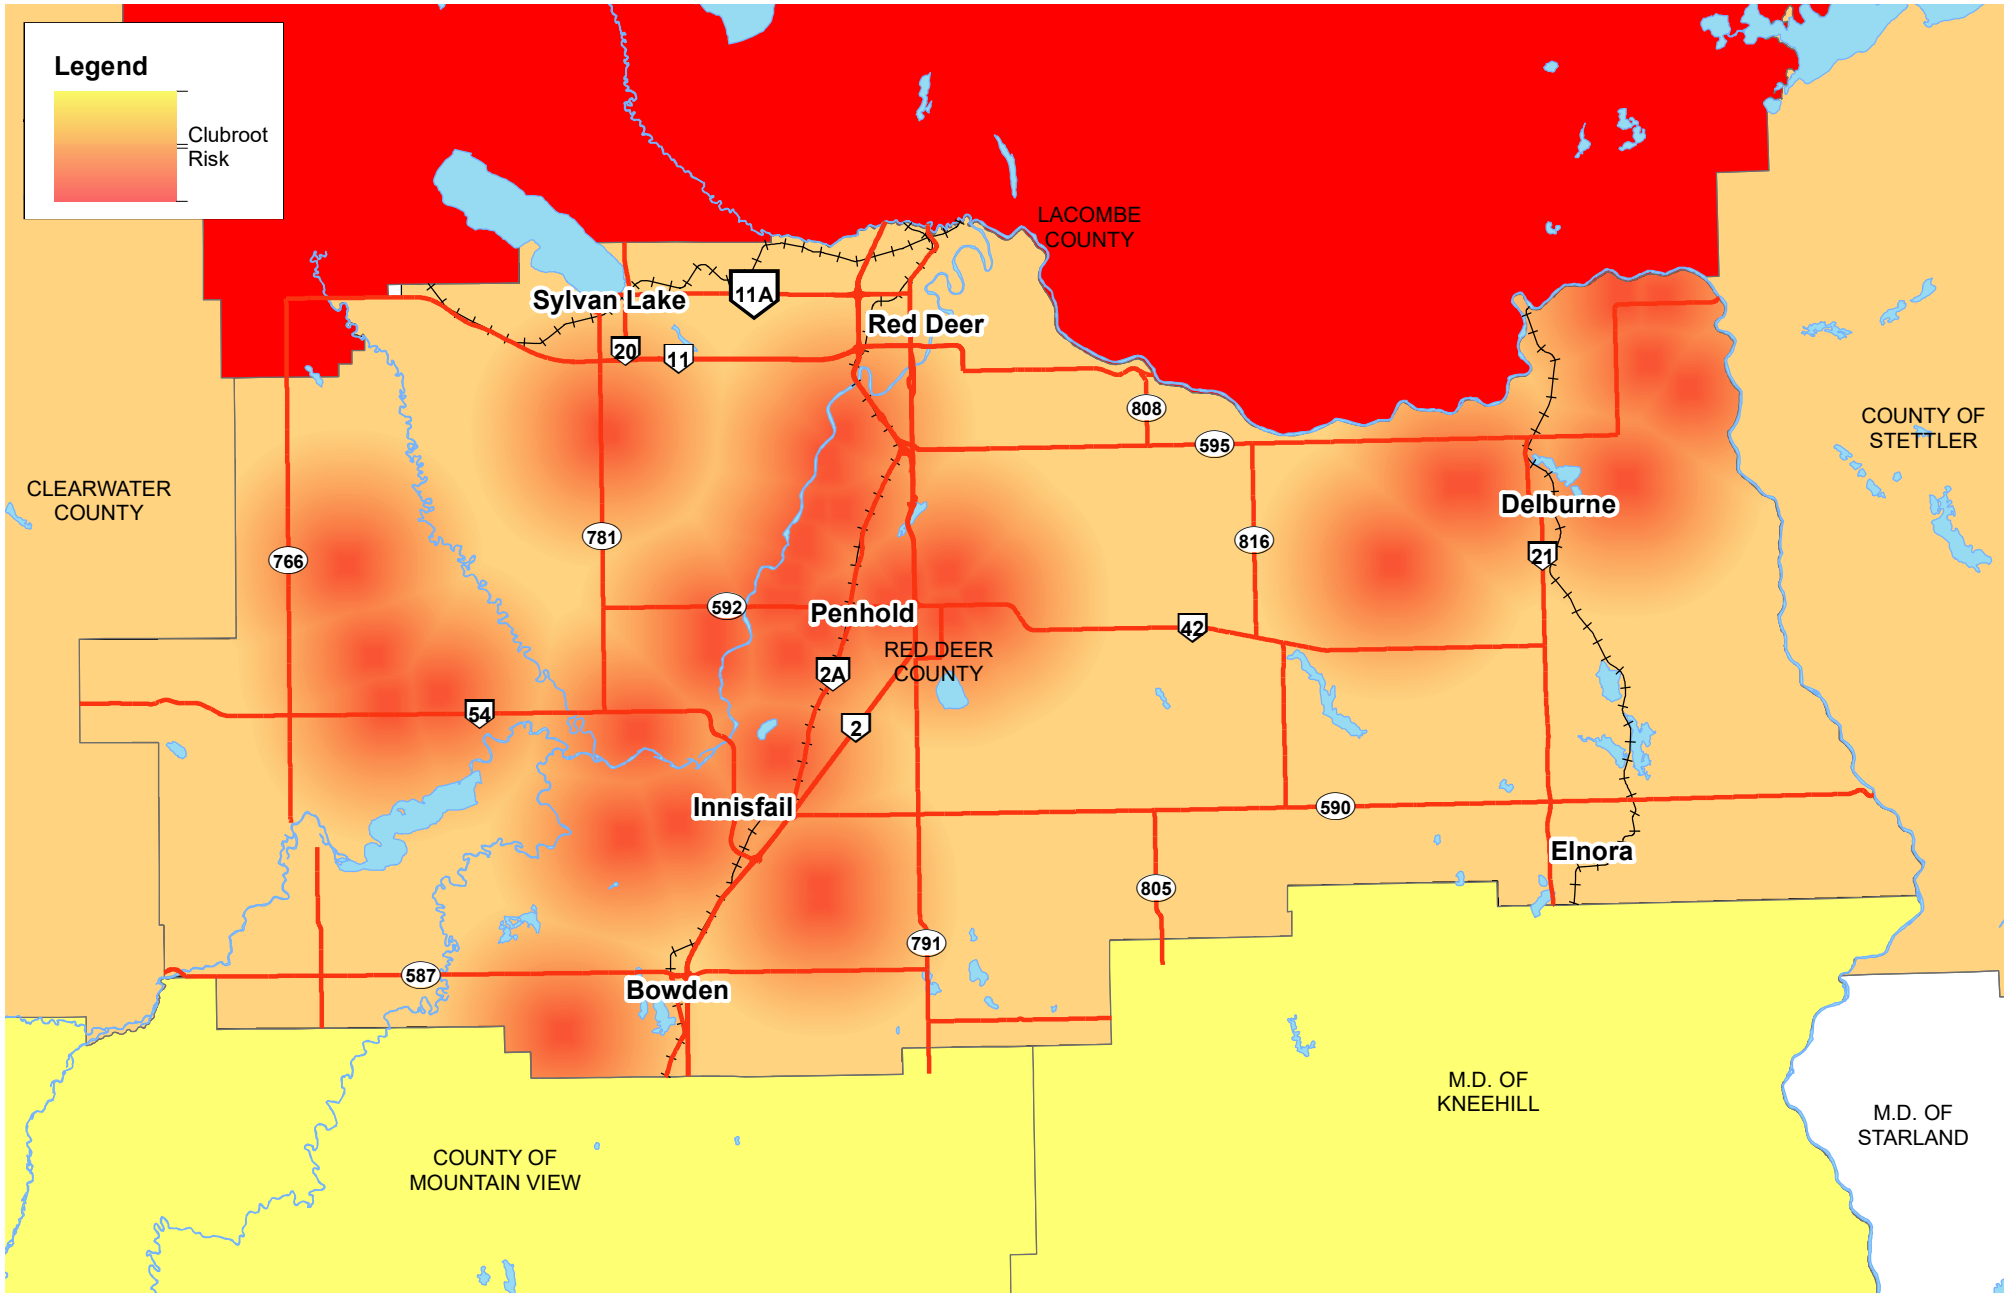 Legend
Clubroot
Risk
LACOMBE
COUNTY
Sylvan Lake
11A
Red Deer
20
11
808
595
COUNTY OF
STETTLER
CLEARWATER
COUNTY
Delburne
781
816
766
21
592
Penhold
42
RED DEER
COUNTY
2A
54
2
Innisfail
590
Elnora
805
791
587
Bowden
M.D. OF
KNEEHILL
M.D. OF
STARLAND
COUNTY OF
MOUNTAIN VIEW